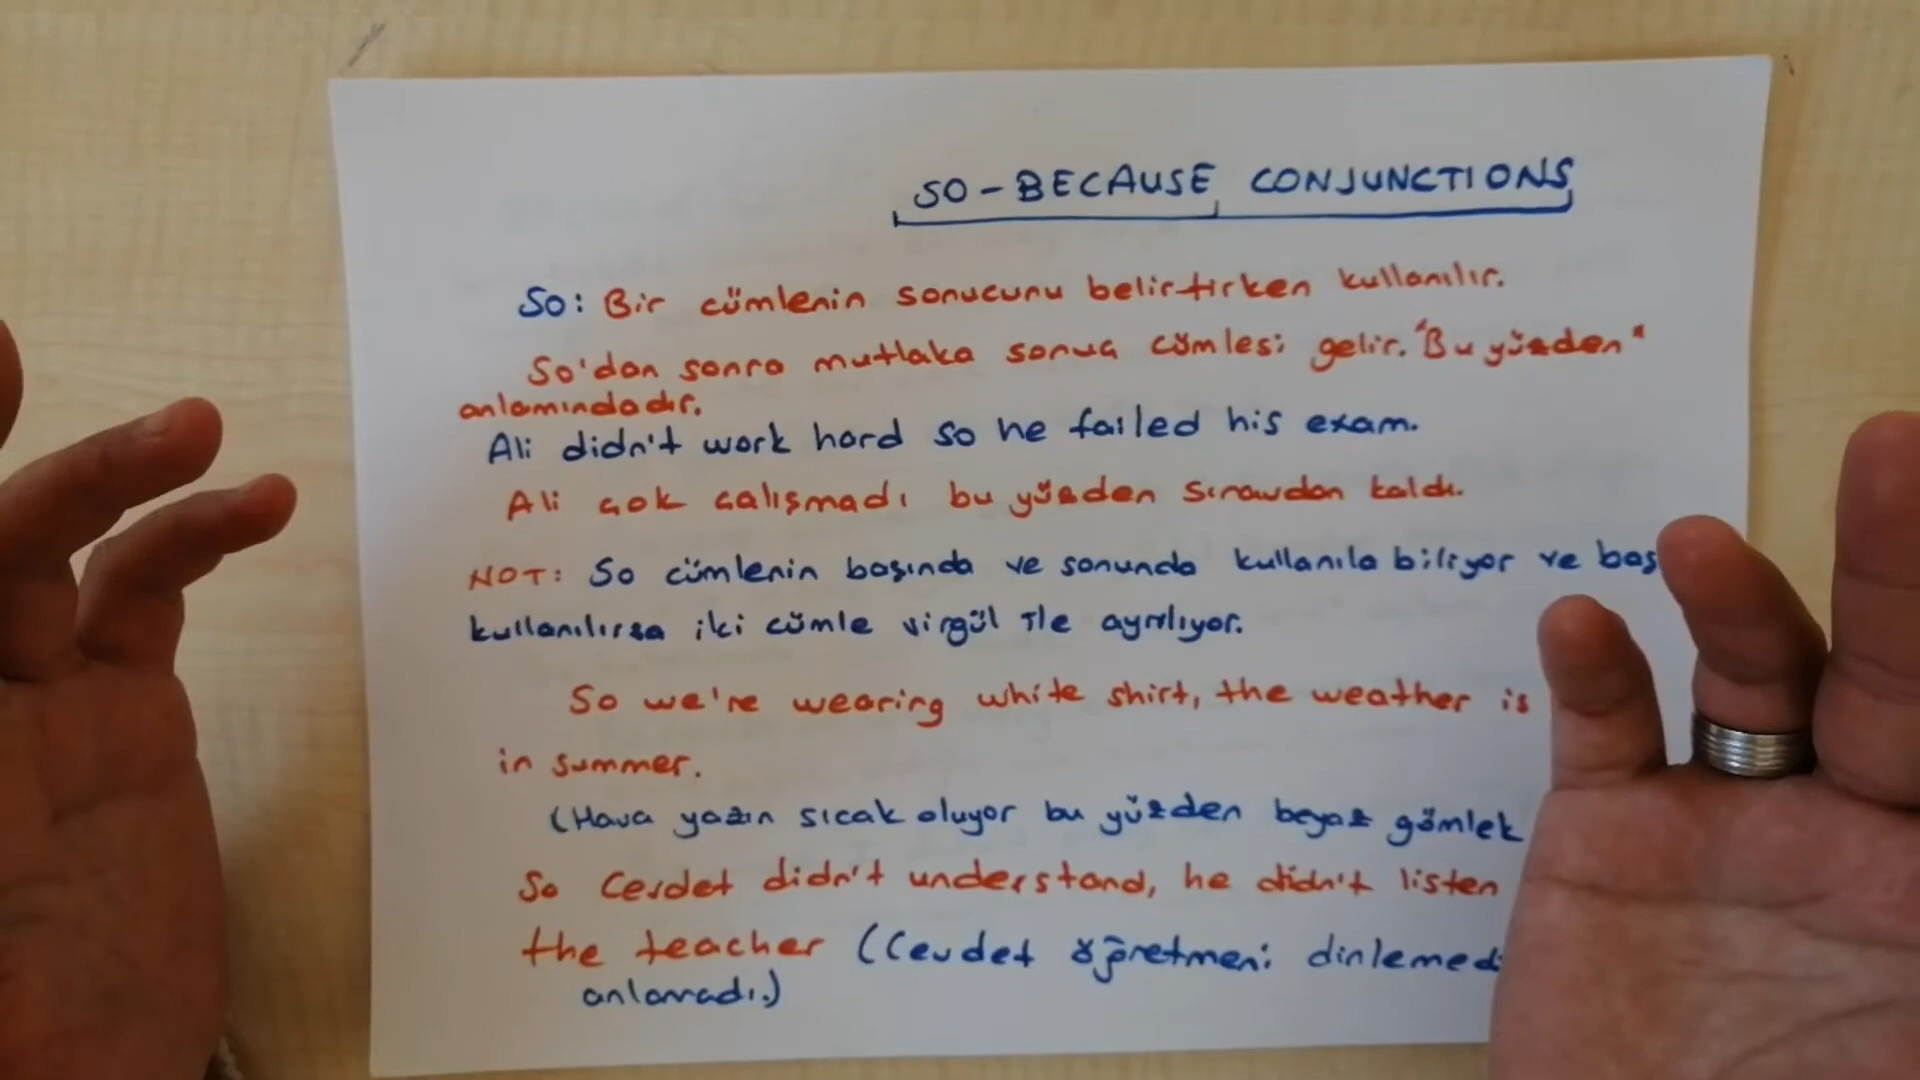 SO - BECAUSE CONJUNCTIONS
So: Bir cümlenin sonucunu belirtirken kullanılır.
So'dan sonra mutlaka sonuç cümlesi gelir. "Bu yüzden"
anlamındadır.
Ali didn't work hard so he failed his exam.
Ali çok çalışmadı bu yüzden sınavdan kaldı.
NOT: So cümlenin başında ve sonunda kullanıla biliyor ve baş
kullanılırsa iki cümle virgül ile ayrılıyor.
So we're wearing white shirt, the weather is
in summer.
(Hava yazın sıcak oluyor bu yüzden beyaz gömlek
So Cevdet didn't understand, he didn't listen
the teacher (Cevdet öğretmeni dinlemedi
anlamadı.)